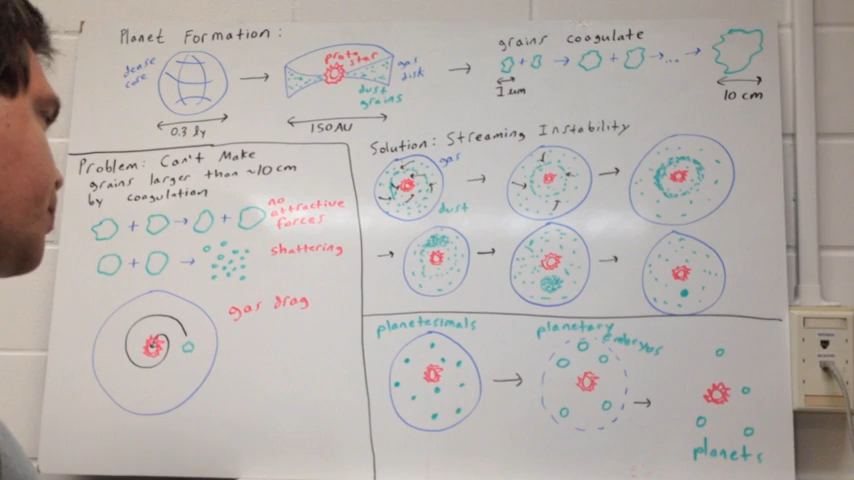 Planet Formation:
dense
core
0.3 ly
proto
star
gas
disk
dust
grains
150 AU
grains coagulate
+
+
...
1 um
10 cm
Problem: Can't Make
grains larger than ~10 cm
by coagulation
+
+
no
attractive
forces
+
shattering
gas drag
Solution: Streaming Instability
gas
dust
planetesimals
planetary
embryos
planets